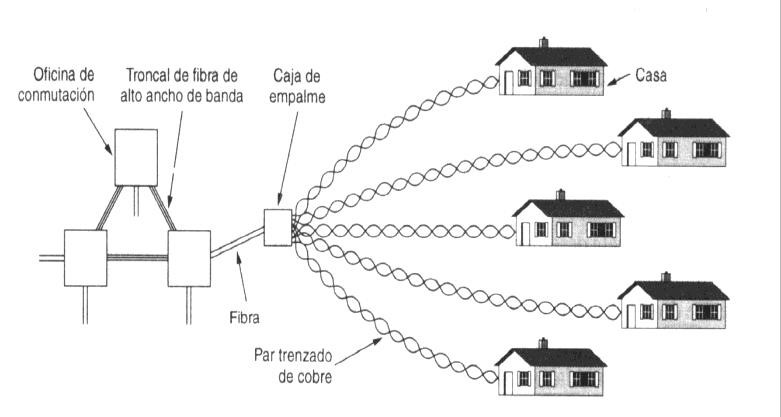 Oficina de
conmutación
Troncal de fibra de
alto ancho de banda
Caja de
empalme
Casa
Fibra
Par trenzado
de cobre